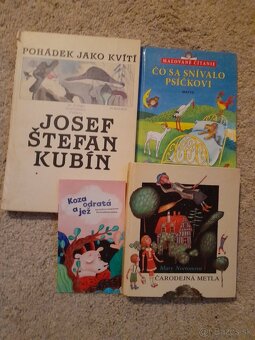 POHÁDEK JAKO KVÍTÍ
JOSEF
ŠTEFAN
KUBÍN
MAĽOVANÉ ČÍTANIE
ČO SA SNÍVALO
PSÍČKOVI
Koza
odratá
a jež
Mary Nortonová
ČARODEJNÁ METLA